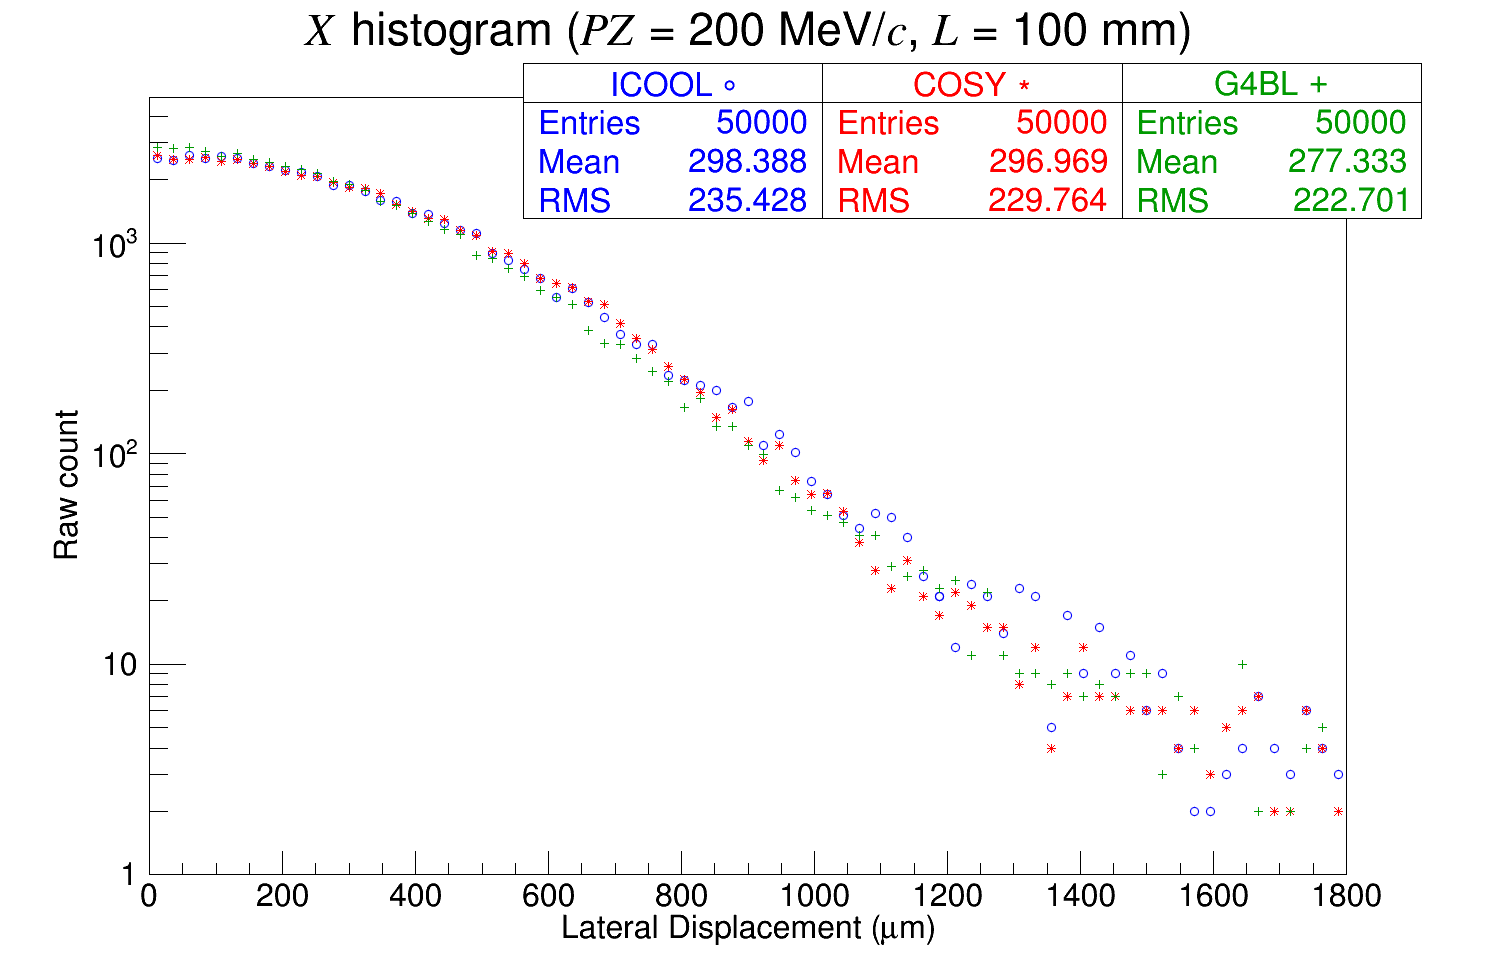 X histogram (PZ = 200 MeV/c, L = 100 mm)
ICOOL COSY * G4BL +
Entries 50000 Entries 50000 Entries 50000
Mean 298.388 Mean 296.969 Mean 277.333
RMS 235.428 RMS 229.764 RMS 222.701
Raw count
10³
10²
10
1
0 200 400 600 800 1000 1200 1400 1600 1800
Lateral Displacement (μm)